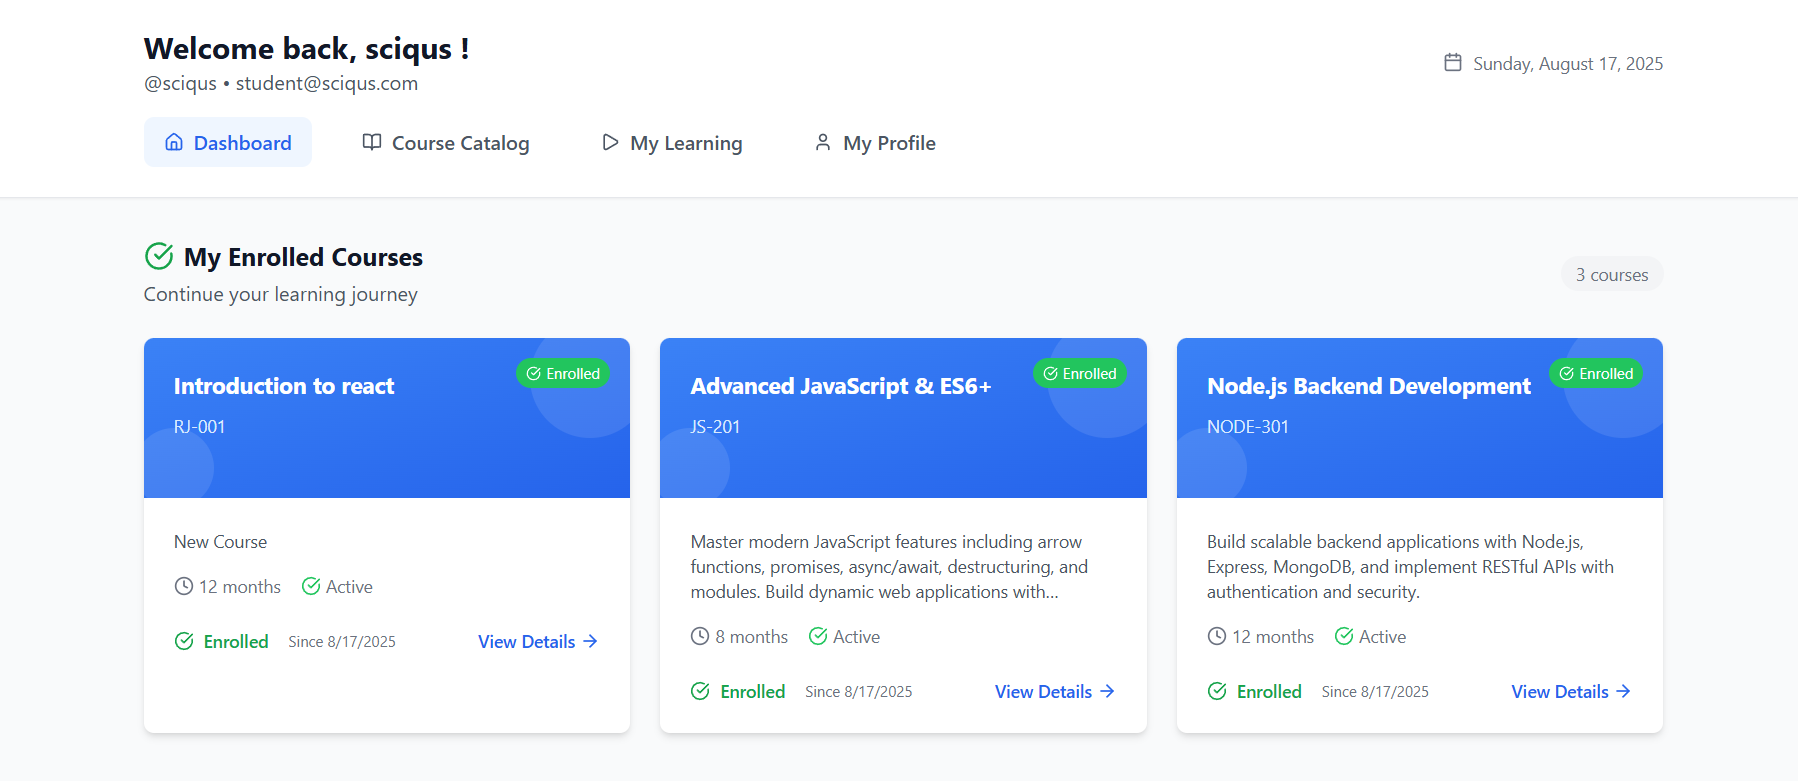 Welcome back, sciqus !
@sciqus • student@sciqus.com
Sunday, August 17, 2025
Dashboard
Course Catalog
My Learning
My Profile
My Enrolled Courses
Continue your learning journey
3 courses
Introduction to react
Enrolled
RJ-001
New Course
12 months
Active
Enrolled
Since 8/17/2025
View Details
Advanced JavaScript & ES6+
Enrolled
JS-201
Master modern JavaScript features including arrow
functions, promises, async/await, destructuring, and
modules. Build dynamic web applications with...
8 months
Active
Enrolled
Since 8/17/2025
View Details
Node.js Backend Development
Enrolled
NODE-301
Build scalable backend applications with Node.js,
Express, MongoDB, and implement RESTful APIs with
authentication and security.
12 months
Active
Enrolled
Since 8/17/2025
View Details